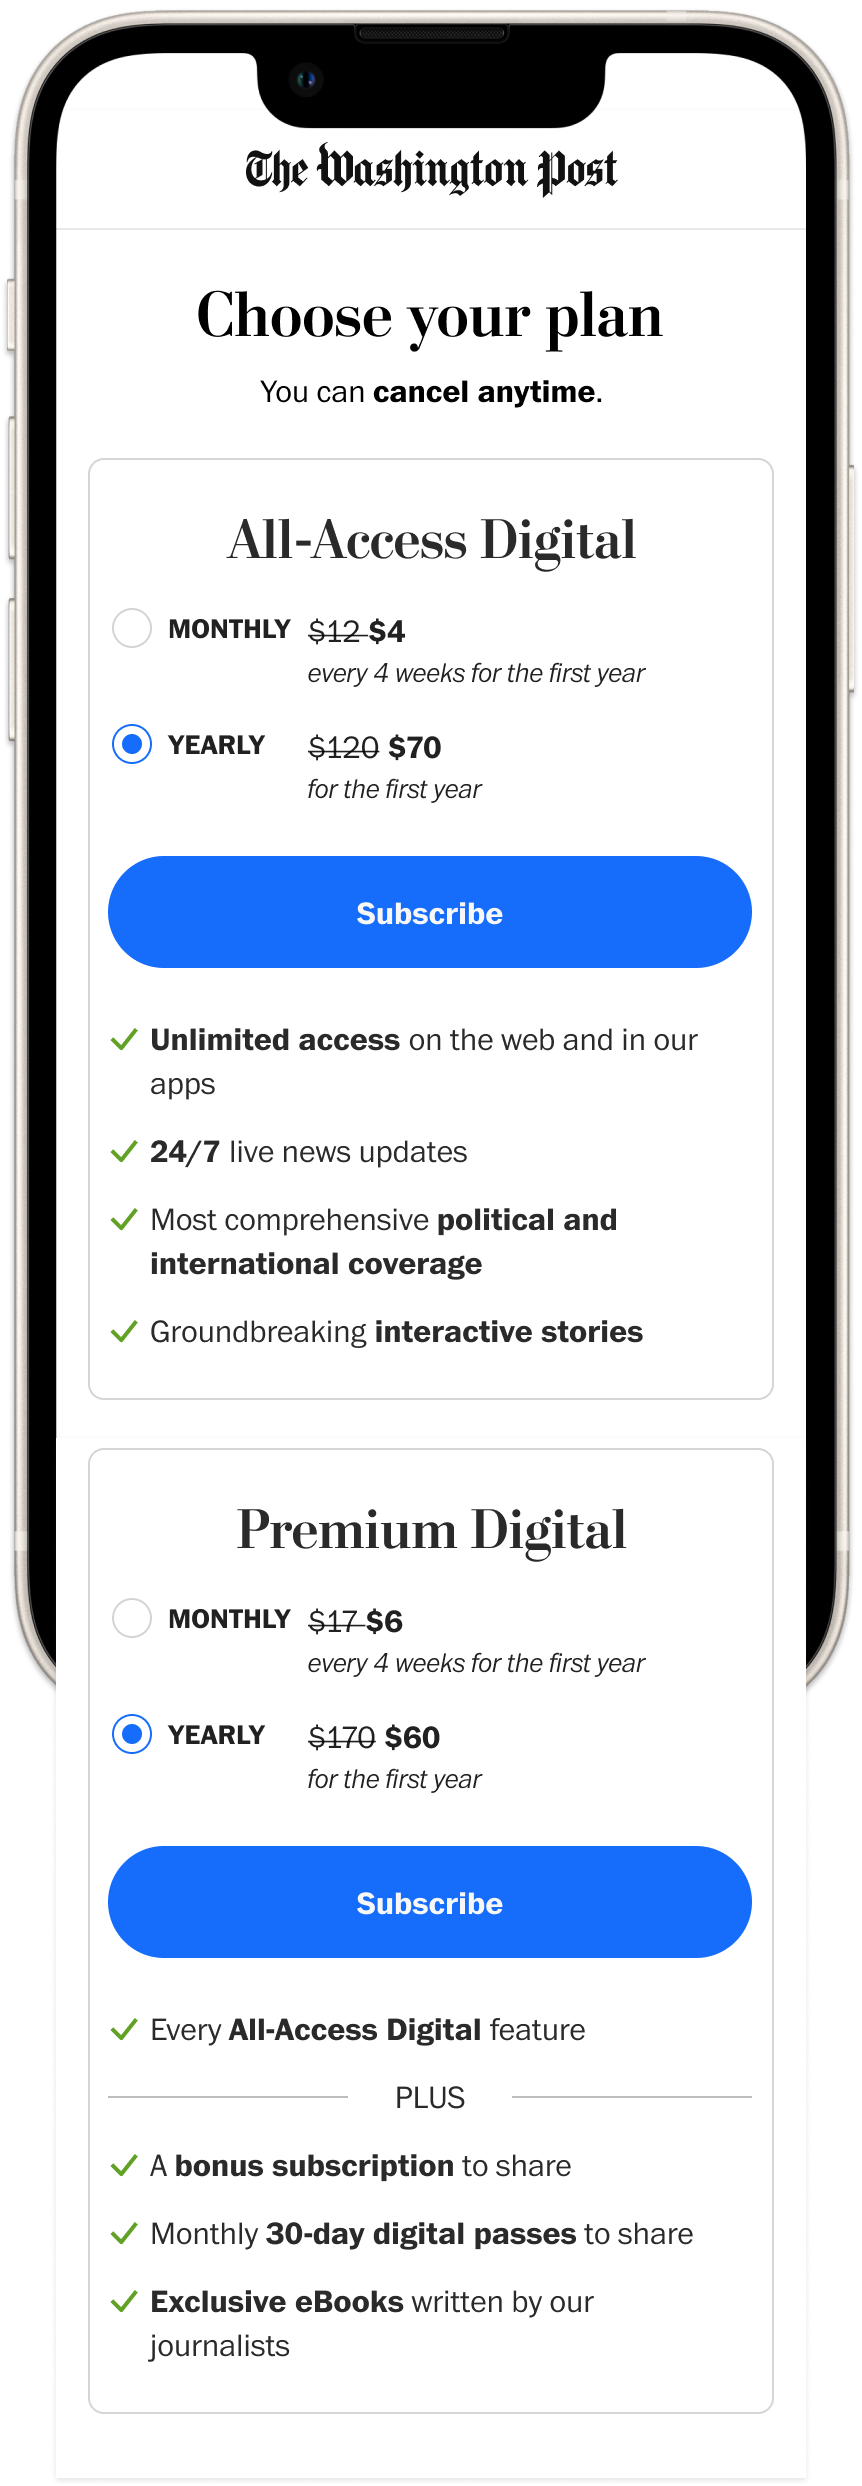 The Washington Post
Choose your plan
You can cancel anytime.
All-Access Digital
MONTHLY $12 $4
every 4 weeks for the first year
YEARLY $120 $70
for the first year
Subscribe
Unlimited access on the web and in our
apps
24/7 live news updates
Most comprehensive political and
international coverage
Groundbreaking interactive stories
Premium Digital
MONTHLY $17 $6
every 4 weeks for the first year
YEARLY $170 $60
for the first year
Subscribe
Every All-Access Digital feature
PLUS
A bonus subscription to share
Monthly 30-day digital passes to share
Exclusive eBooks written by our
journalists